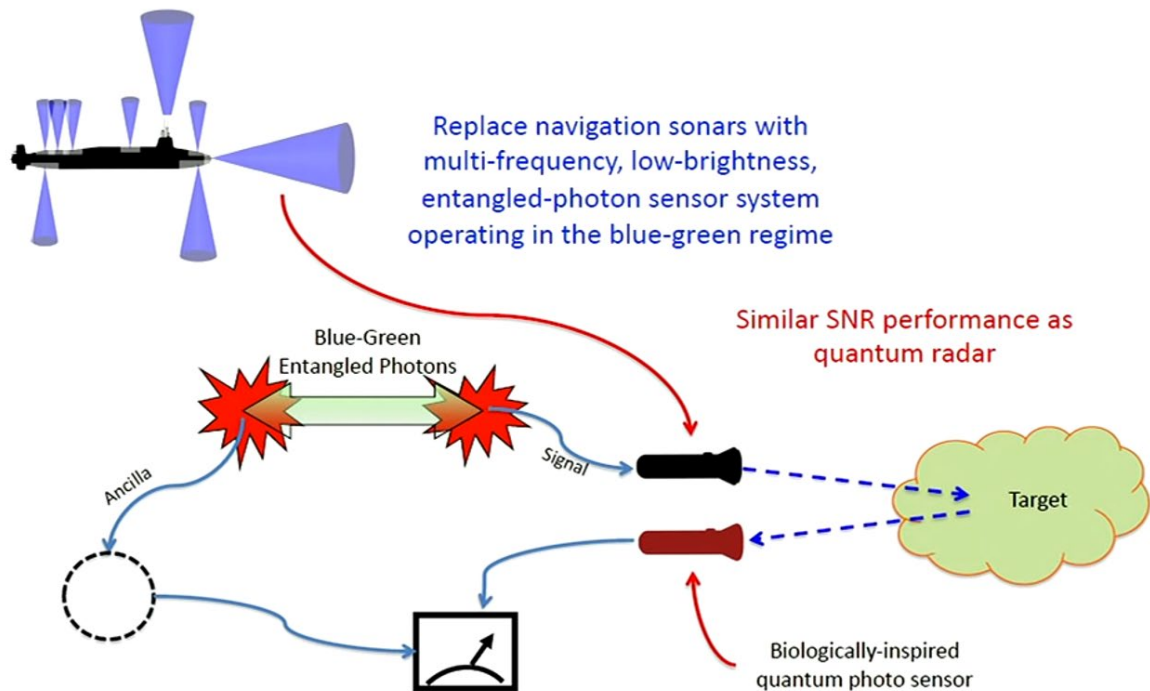 Replace navigation sonars with
multi-frequency, low-brightness,
entangled-photon sensor system
operating in the blue-green regime
Similar SNR performance as
quantum radar
Blue-Green
Entangled Photons
Signal
Ancilla
Target
Biologically-inspired
quantum photo sensor